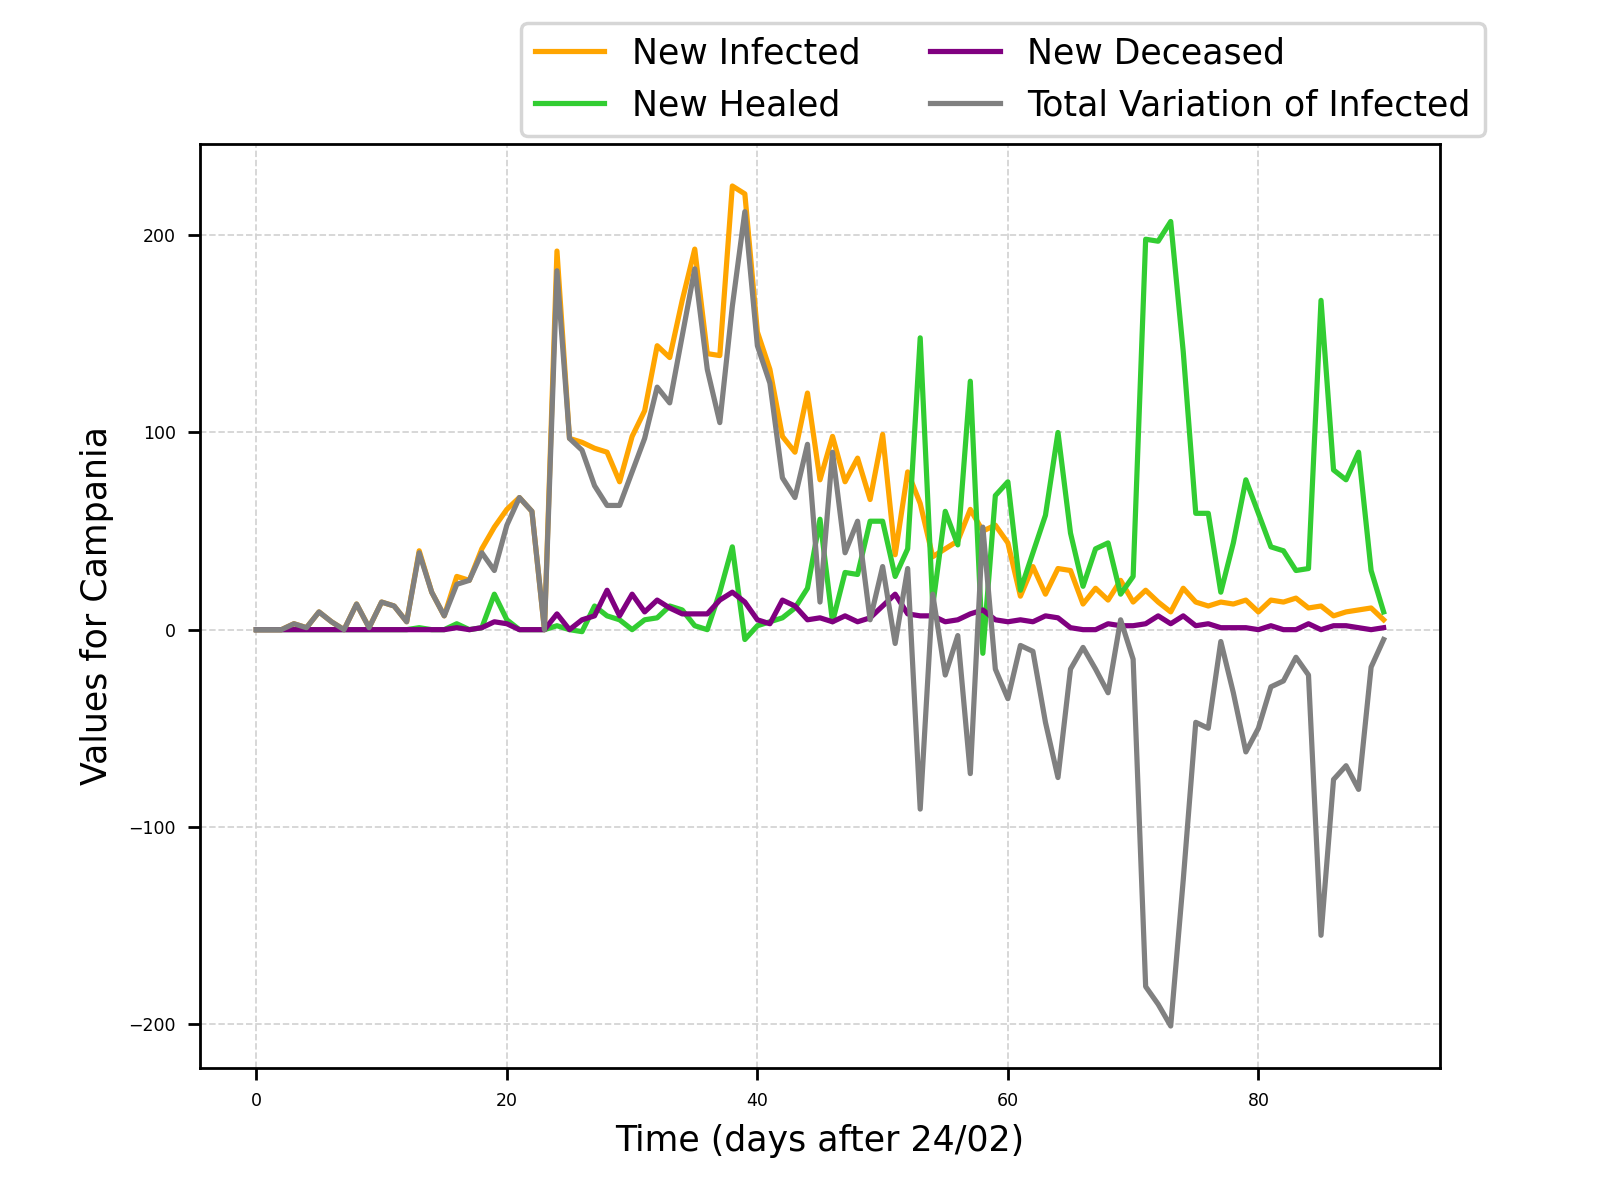 New Infected
New Healed
New Deceased
Total Variation of Infected
Values for Campania
200
100
0
−100
−200
0 20 40 60 80
Time (days after 24/02)